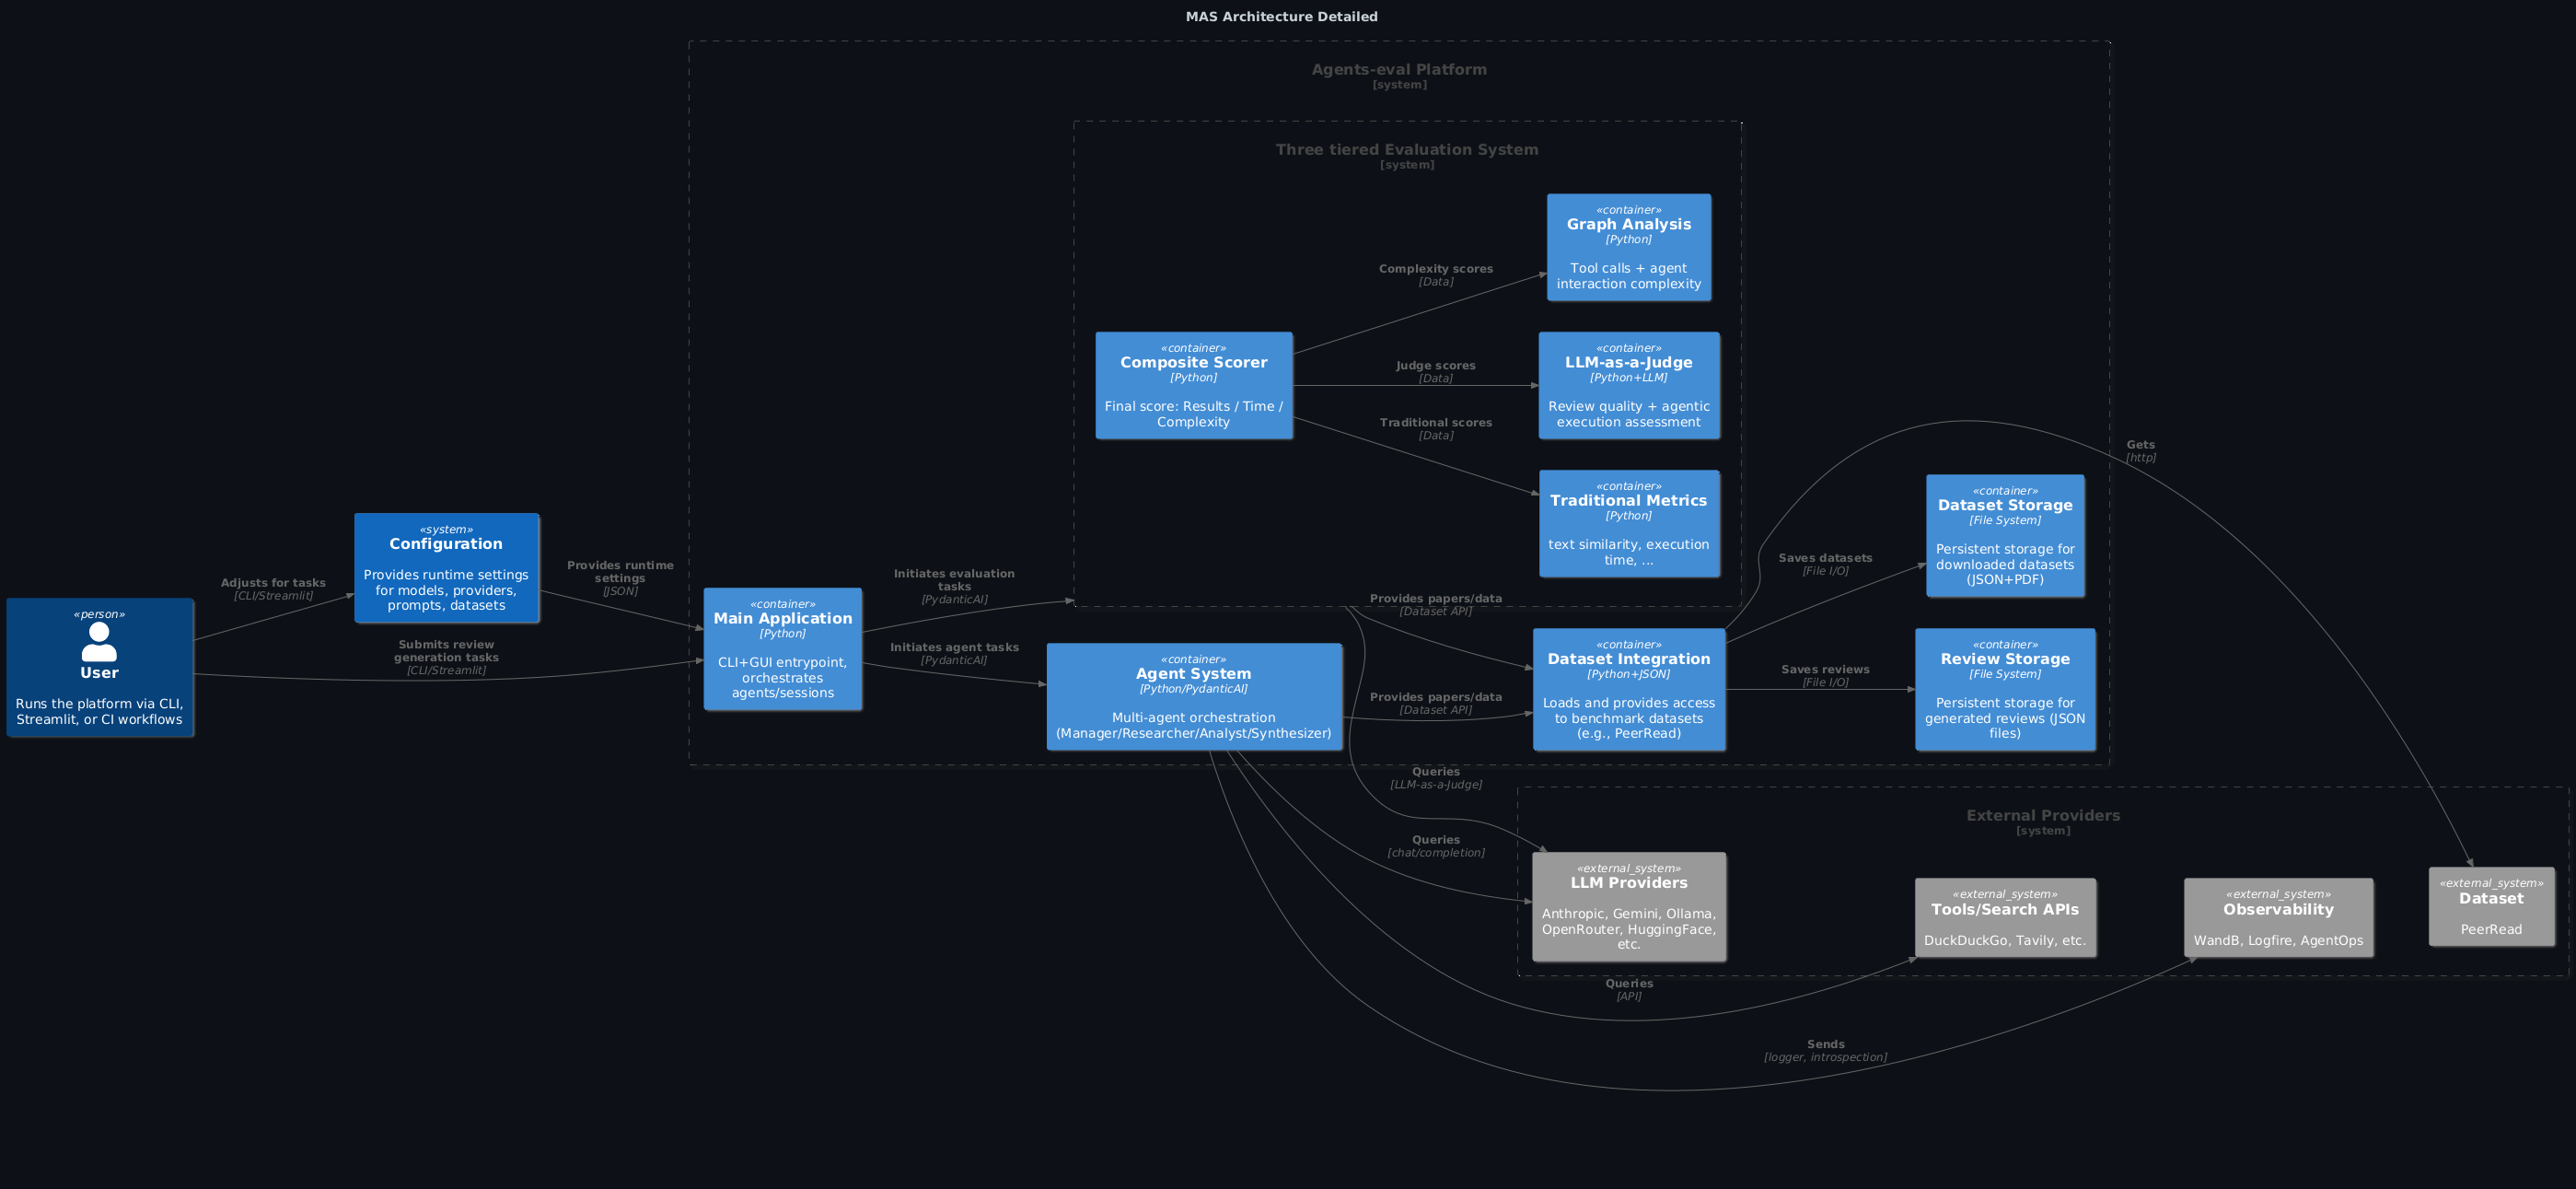 MAS Architecture Detailed
Agents-eval Platform
[system]
Three tiered Evaluation System
[system]
«container»
Graph Analysis
[Python]
Tool calls + agent
interaction complexity
Complexity scores
[Data]
«container»
Composite Scorer
[Python]
Final score: Results / Time /
Complexity
Judge scores
[Data]
«container»
LLM-as-a-Judge
[Python+LLM]
Review quality + agentic
execution assessment
Traditional scores
[Data]
«container»
Traditional Metrics
[Python]
text similarity, execution
time, ...
Gets
[http]
«container»
Dataset Storage
[File System]
Persistent storage for
downloaded datasets
(JSON+PDF)
Saves datasets
[File I/O]
«system»
Configuration
Provides runtime settings
for models, providers,
prompts, datasets
Adjusts for tasks
[CLI/Streamlit]
Provides runtime
settings
[JSON]
«person»
User
Runs the platform via CLI,
Streamlit, or CI workflows
Submits review
generation tasks
[CLI/Streamlit]
«container»
Main Application
[Python]
CLI+GUI entrypoint,
orchestrates
agents/sessions
Initiates evaluation
tasks
[PydanticAI]
Initiates agent tasks
[PydanticAI]
«container»
Agent System
[Python/PydanticAI]
Multi-agent orchestration
(Manager/Researcher/Analyst/Synthesizer)
Provides papers/data
[Dataset API]
Provides papers/data
[Dataset API]
«container»
Dataset Integration
[Python+JSON]
Loads and provides access
to benchmark datasets
(e.g., PeerRead)
Saves reviews
[File I/O]
«container»
Review Storage
[File System]
Persistent storage for
generated reviews (JSON
files)
Queries
[LLM-as-a-Judge]
Queries
[chat/completion]
External Providers
[system]
«external_system»
LLM Providers
Anthropic, Gemini, Ollama,
OpenRouter, HuggingFace,
etc.
«external_system»
Tools/Search APIs
DuckDuckGo, Tavily, etc.
«external_system»
Observability
WandB, Logfire, AgentOps
«external_system»
Dataset
PeerRead
Queries
[API]
Sends
[logger, introspection]